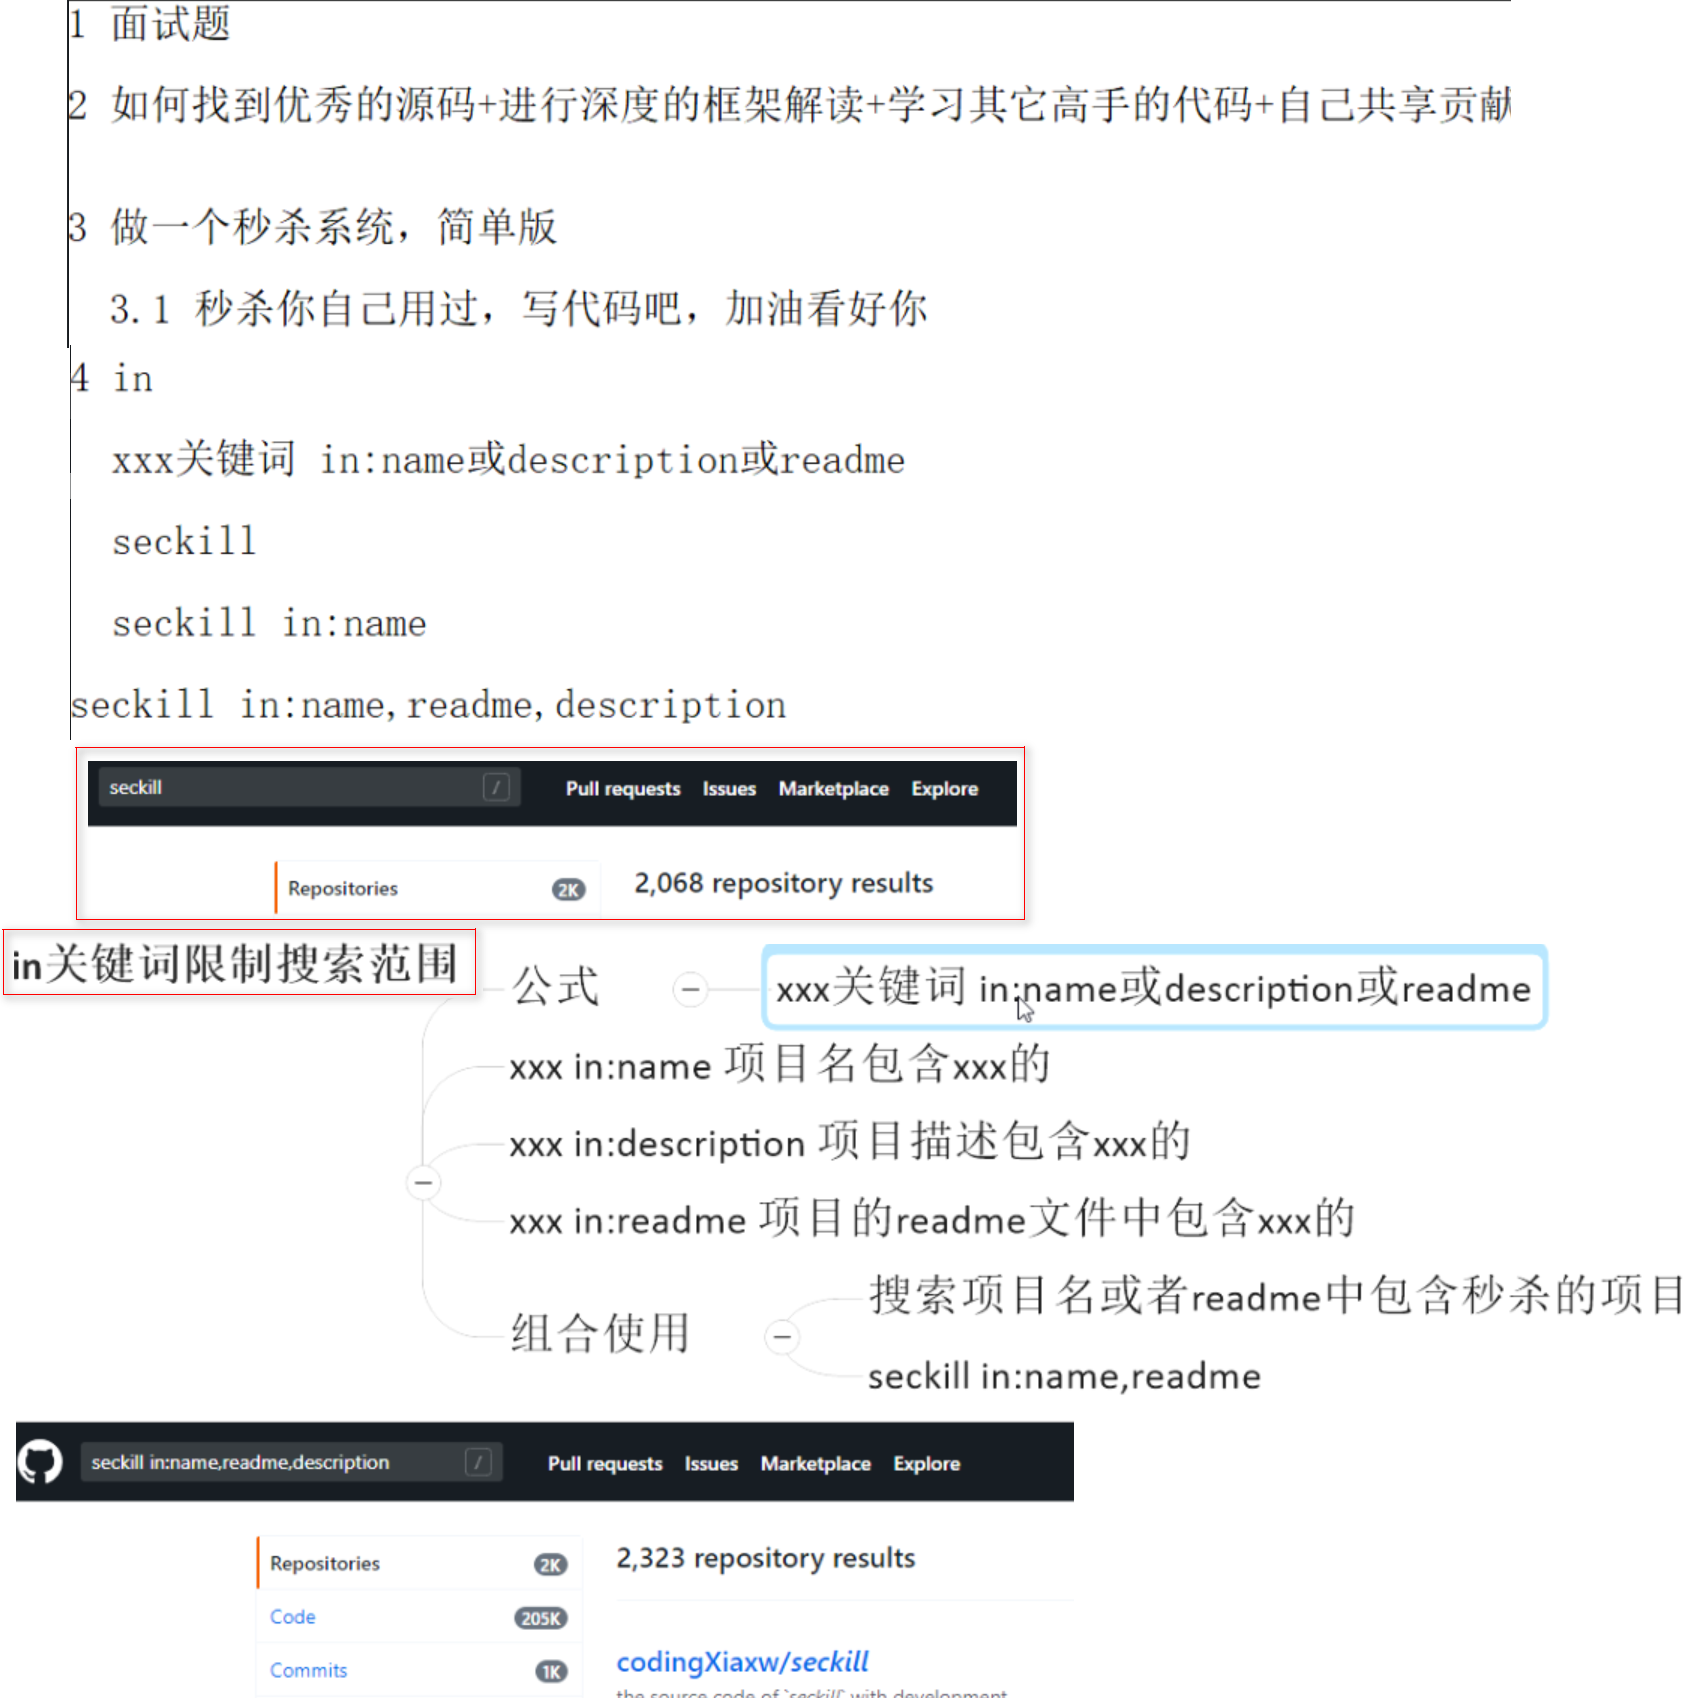 1 面试题
2 如何找到优秀的源码+进行深度的框架解读+学习其它高手的代码+自己共享贡献
3 做一个秒杀系统，简单版
3.1 秒杀你自己用过，写代码吧，加油看好你
4 in
xxx关键词 in:name或description或readme
seckill
seckill in:name
seckill in:name,readme,description
seckill / Pull requests Issues Marketplace Explore
Repositories 2K 2,068 repository results
in关键词限制搜索范围
公式 xxx关键词 in:name或description或readme
xxx in:name 项目名包含xxx的
xxx in:description 项目描述包含xxx的
xxx in:readme 项目的readme文件中包含xxx的
组合使用
搜索项目名或者readme中包含秒杀的项目
seckill in:name,readme
seckill in:name,readme,description / Pull requests Issues Marketplace Explore
Repositories 2K 2,323 repository results
Code 205K
Commits 1K codingXiaxw/seckill
the source code of `seckill` with development